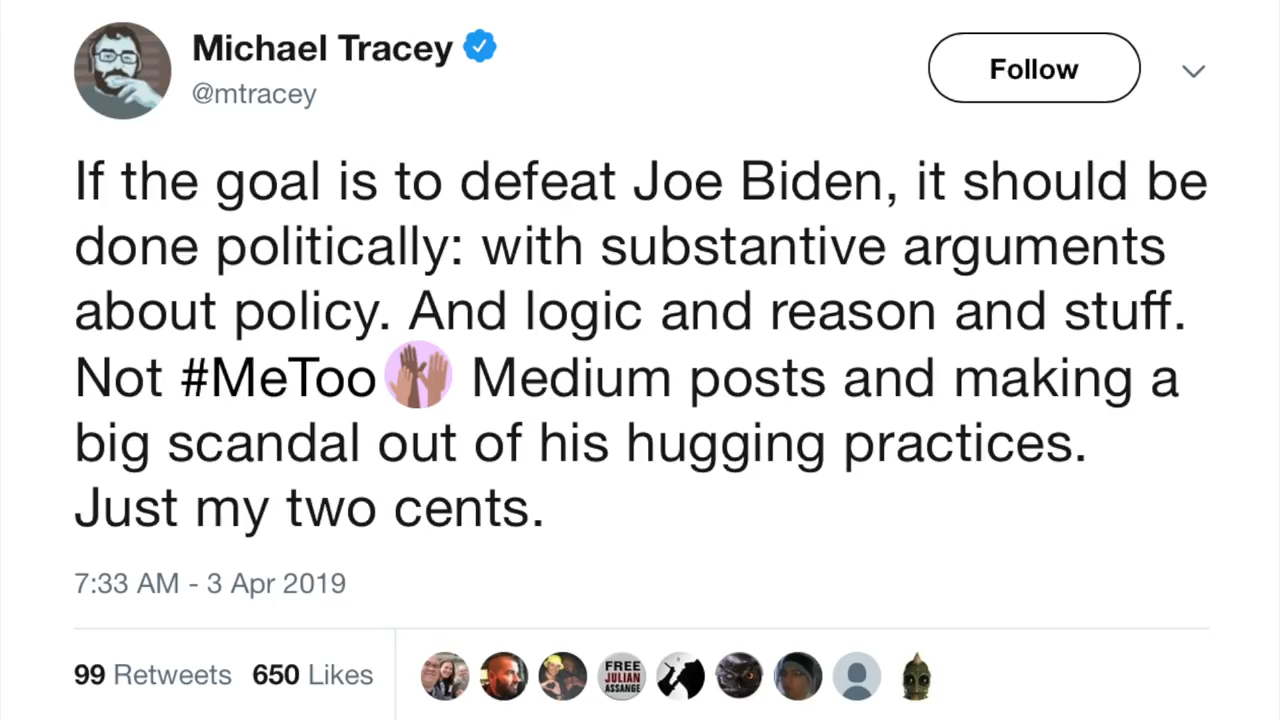 Michael Tracey
@mtracey
Follow
If the goal is to defeat Joe Biden, it should be
done politically: with substantive arguments
about policy. And logic and reason and stuff.
Not #MeToo Medium posts and making a
big scandal out of his hugging practices.
Just my two cents.
7:33 AM - 3 Apr 2019
99 Retweets 650 Likes
FREE
JULIAN
ASSANGE